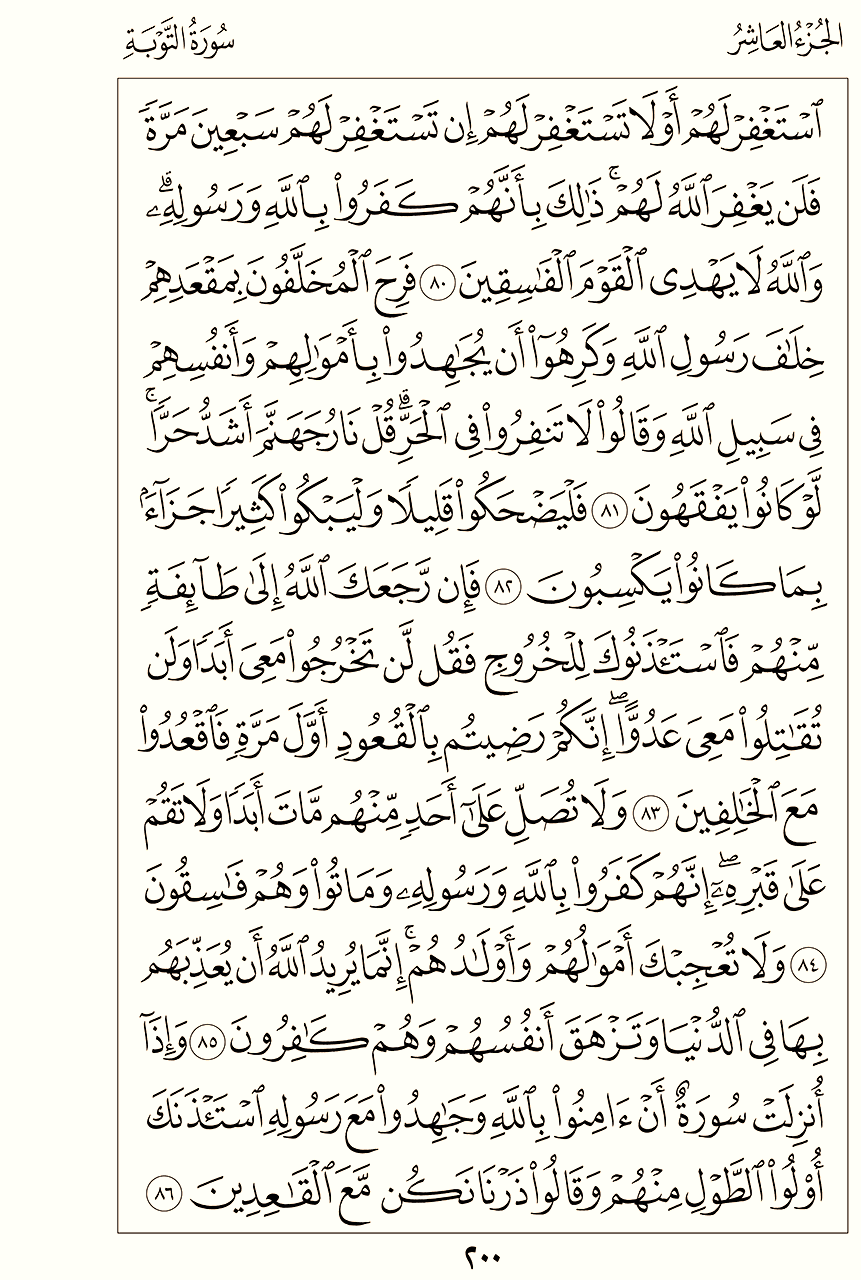 الجُزْءُ العَاشِرُ
سُورَةُ التَّوْبَةِ
ٱسْتَغْفِرْ لَهُمْ أَوْ لَا تَسْتَغْفِرْ لَهُمْ إِن تَسْتَغْفِرْ لَهُمْ سَبْعِينَ مَرَّةً
فَلَن يَغْفِرَ ٱللَّهُ لَهُمْ ۚ ذَٰلِكَ بِأَنَّهُمْ كَفَرُوا۟ بِٱللَّهِ وَرَسُولِهِۦ ۗ
وَٱللَّهُ لَا يَهْدِى ٱلْقَوْمَ ٱلْفَـٰسِقِينَ ٨٠ فَرِحَ ٱلْمُخَلَّفُونَ بِمَقْعَدِهِمْ
خِلَـٰفَ رَسُولِ ٱللَّهِ وَكَرِهُوٓا۟ أَن يُجَـٰهِدُوا۟ بِأَمْوَٰلِهِمْ وَأَنفُسِهِمْ
فِى سَبِيلِ ٱللَّهِ وَقَالُوا۟ لَا تَنفِرُوا۟ فِى ٱلْحَرِّ ۗ قُلْ نَارُ جَهَنَّمَ أَشَدُّ حَرًّا ۚ
لَّوْ كَانُوا۟ يَفْقَهُونَ ٨١ فَلْيَضْحَكُوا۟ قَلِيلًا وَلْيَبْكُوا۟ كَثِيرًا جَزَآءًۢ
بِمَا كَانُوا۟ يَكْسِبُونَ ٨٢ فَإِن رَّجَعَكَ ٱللَّهُ إِلَىٰ طَآئِفَةٍ
مِّنْهُمْ فَٱسْتَـْٔذَنُوكَ لِلْخُرُوجِ فَقُل لَّن تَخْرُجُوا۟ مَعِىَ أَبَدًا وَلَن
تُقَـٰتِلُوا۟ مَعِىَ عَدُوًّا ۖ إِنَّكُمْ رَضِيتُم بِٱلْقُعُودِ أَوَّلَ مَرَّةٍ فَٱقْعُدُوا۟
مَعَ ٱلْخَـٰلِفِينَ ٨٣ وَلَا تُصَلِّ عَلَىٰٓ أَحَدٍ مِّنْهُم مَّاتَ أَبَدًا وَلَا تَقُمْ
عَلَىٰ قَبْرِهِۦٓ ۖ إِنَّهُمْ كَفَرُوا۟ بِٱللَّهِ وَرَسُولِهِۦ وَمَاتُوا۟ وَهُمْ فَـٰسِقُونَ
٨٤ وَلَا تُعْجِبْكَ أَمْوَٰلُهُمْ وَأَوْلَـٰدُهُمْ ۚ إِنَّمَا يُرِيدُ ٱللَّهُ أَن يُعَذِّبَهُم
بِهَا فِى ٱلدُّنْيَا وَتَزْهَقَ أَنفُسُهُمْ وَهُمْ كَـٰفِرُونَ ٨٥ وَإِذَآ
أُنزِلَتْ سُورَةٌ أَنْ ءَامِنُوا۟ بِٱللَّهِ وَجَـٰهِدُوا۟ مَعَ رَسُولِهِ ٱسْتَـْٔذَنَكَ
أُو۟لُوا۟ ٱلطَّوْلِ مِنْهُمْ وَقَالُوا۟ ذَرْنَا نَكُن مَّعَ ٱلْقَـٰعِدِينَ ٨٦
٢٠٠